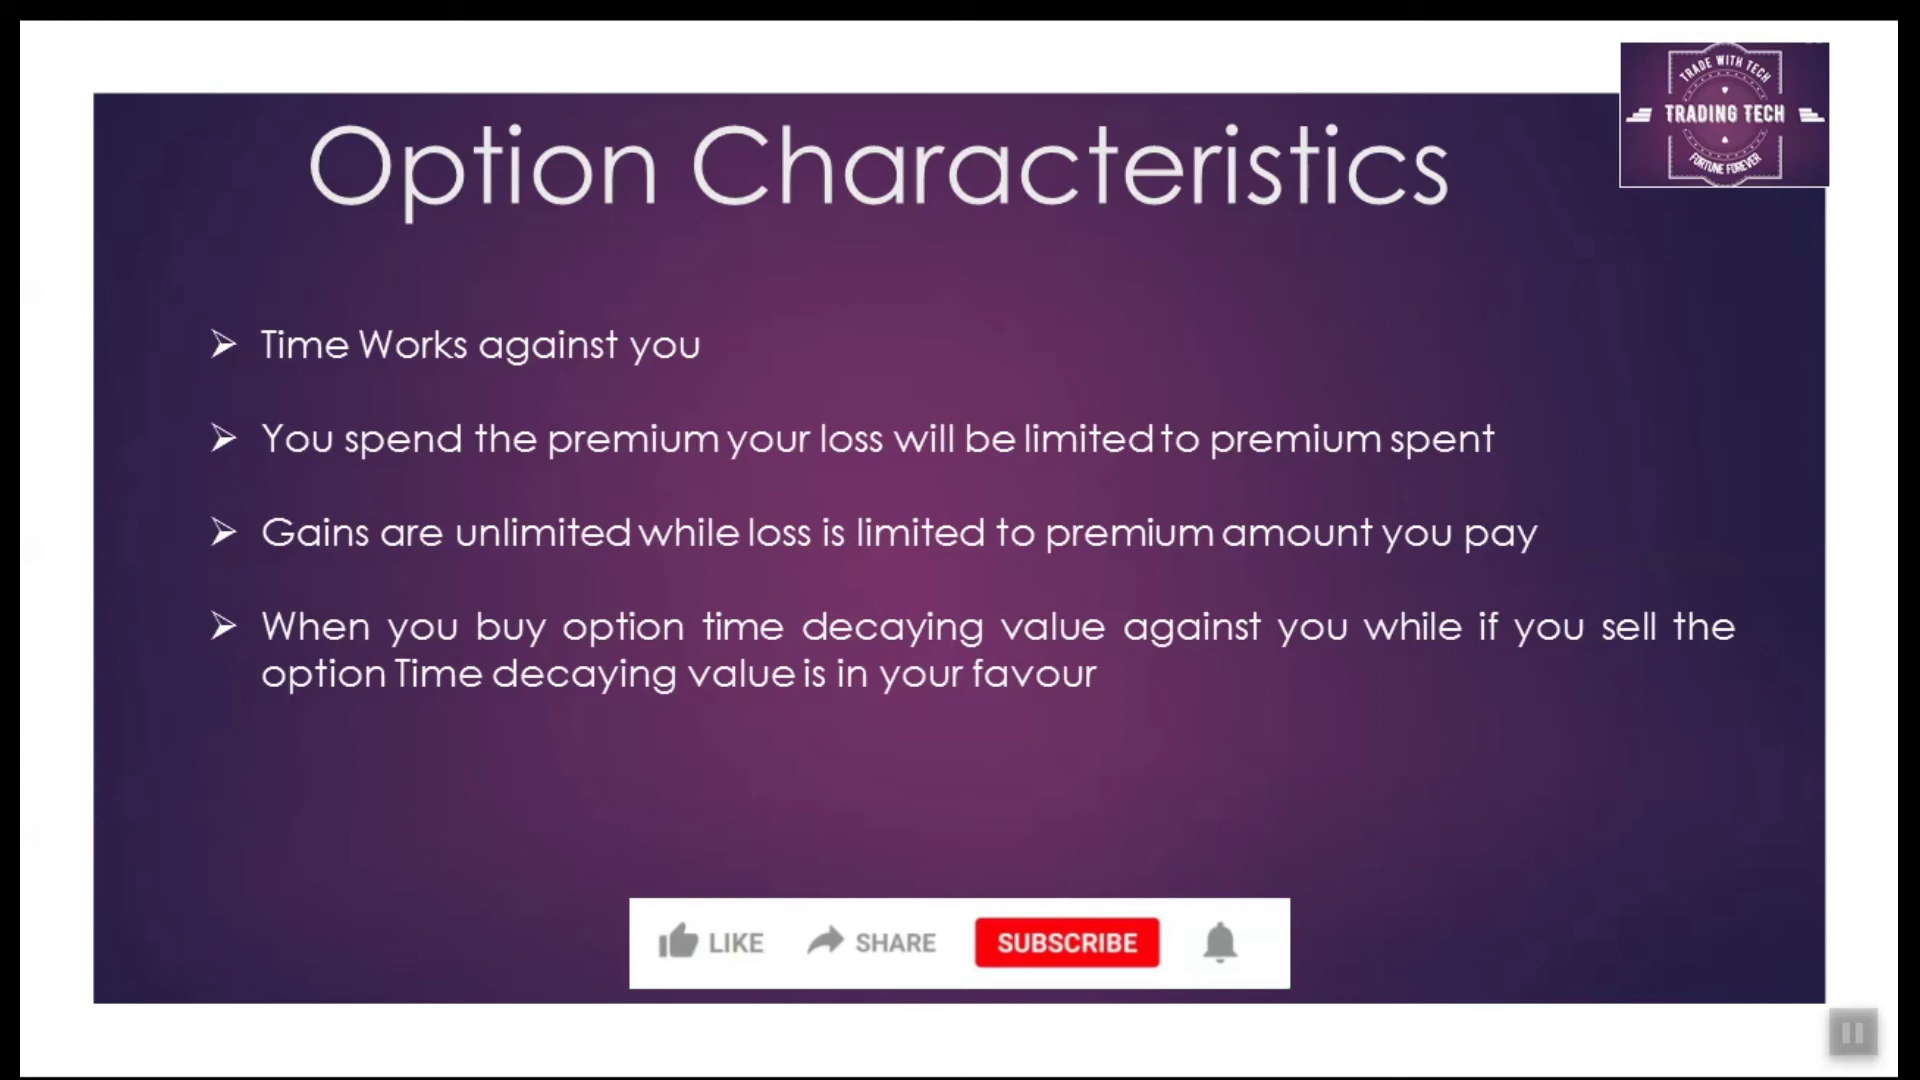 TRADE WITH TECH
TRADING TECH
FORTUNE FOREVER
Option Characteristics
Time Works against you
You spend the premium your loss will be limited to premium spent
Gains are unlimited while loss is limited to premium amount you pay
When you buy option time decaying value against you while if you sell the
option Time decaying value is in your favour
LIKE SHARE SUBSCRIBE